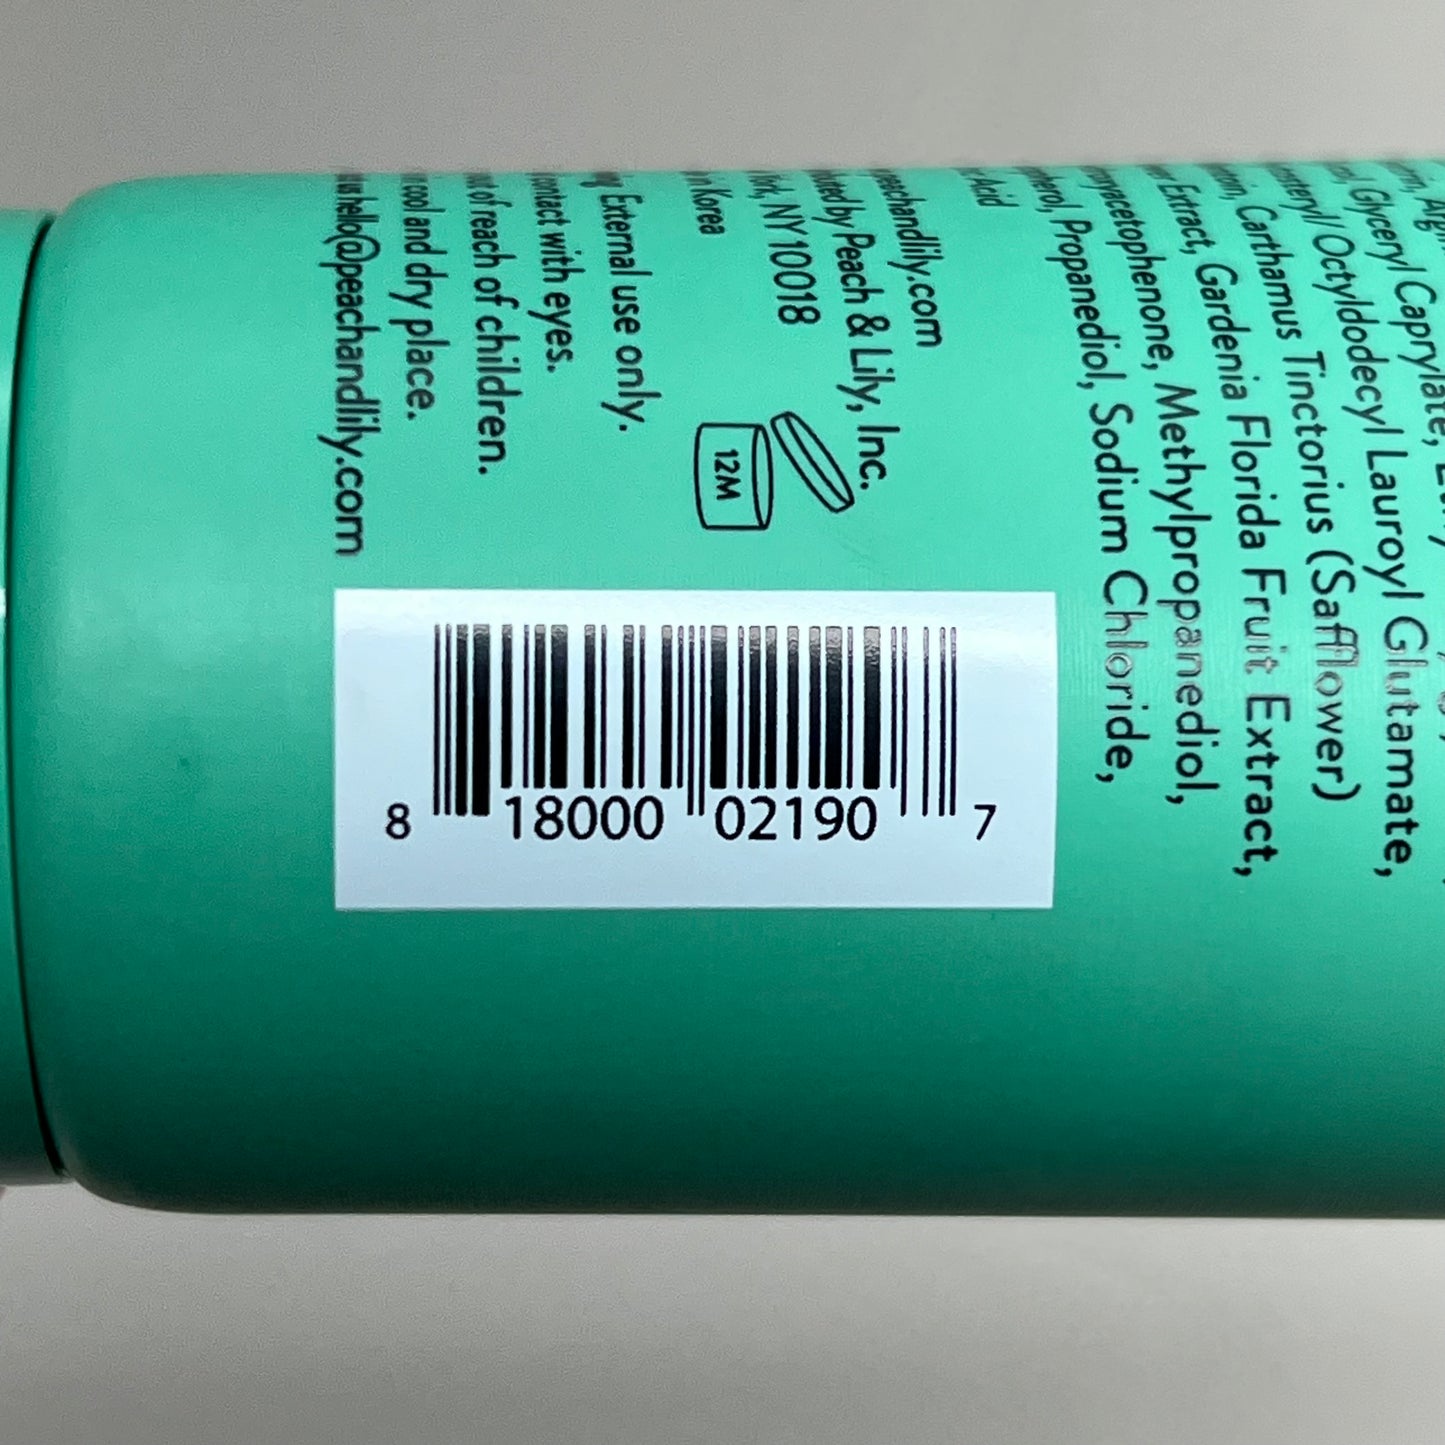 Glyceryl Caprylate,
Octyldodecyl Lauroyl Glutamate,
Carthamus Tinctorius (Safflower)
Extract, Gardenia Florida Fruit Extract,
Methylpropanediol,
Propanediol, Sodium Chloride,
Acid
peachandlily.com
by Peach & Lily, Inc.
NY 10018
Korea
External use only.
contact with eyes.
of reach of children.
cool and dry place.
hello@peachandlily.com
12M
8 18000 02190 7